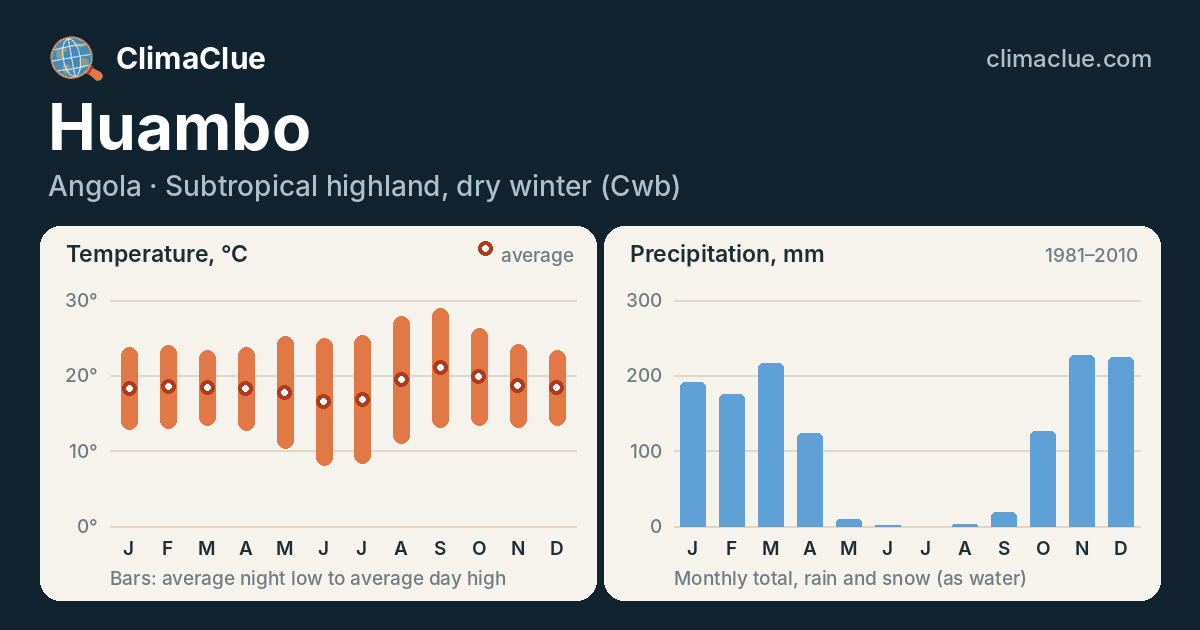 ClimaClue
climaclue.com
Huambo
Angola · Subtropical highland, dry winter (Cwb)
Temperature, °C
average
30°
20°
10°
0°
J F M A M J J A S O N D
Bars: average night low to average day high
Precipitation, mm
1981–2010
300
200
100
0
J F M A M J J A S O N D
Monthly total, rain and snow (as water)